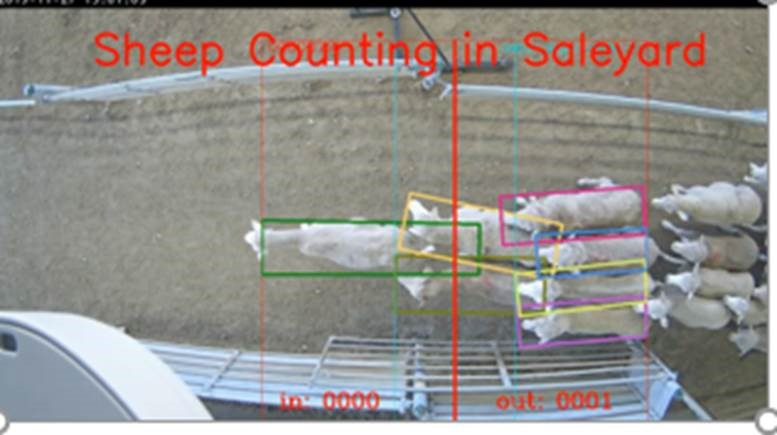 Sheep Counting in Saleyard
in: 0000
out: 0001